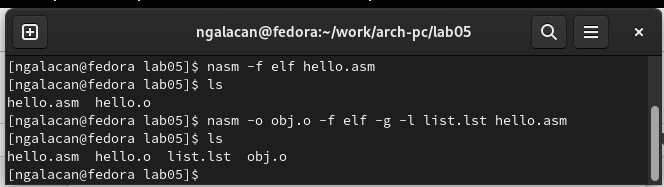 ngalacan@fedora:~/work/arch-pc/lab05
[ngalacan@fedora lab05]$ nasm -f elf hello.asm
[ngalacan@fedora lab05]$ ls
hello.asm  hello.o
[ngalacan@fedora lab05]$ nasm -o obj.o -f elf -g -l list.lst hello.asm
[ngalacan@fedora lab05]$ ls
hello.asm  hello.o  list.lst  obj.o
[ngalacan@fedora lab05]$